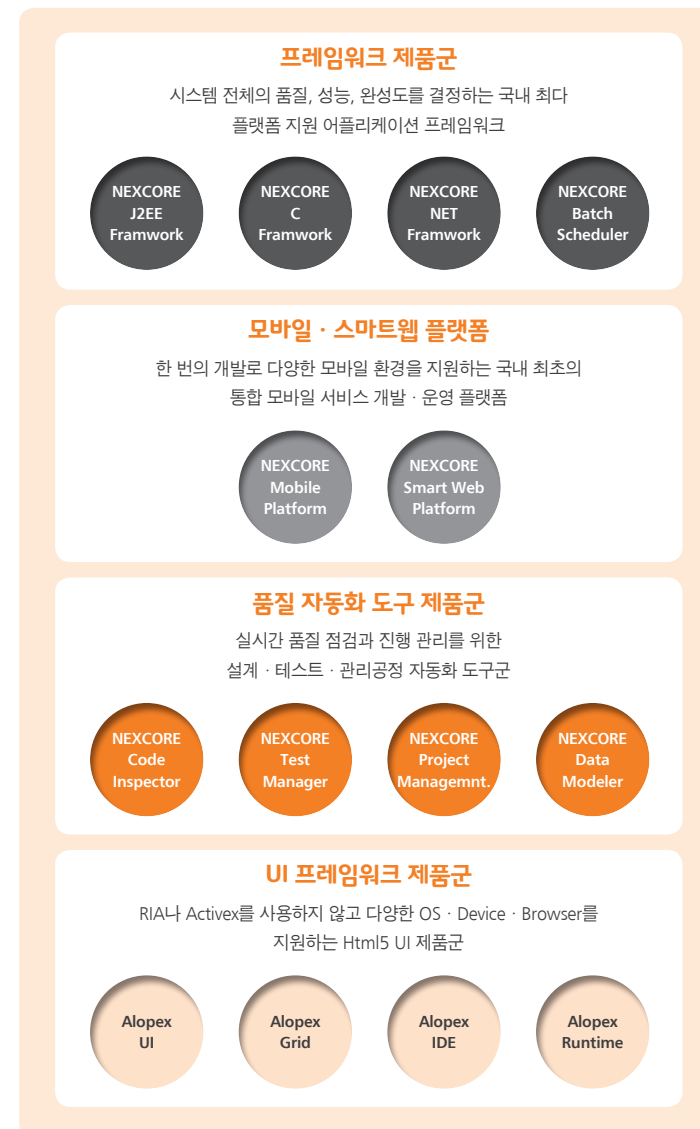 프레임워크 제품군
시스템 전체의 품질, 성능, 완성도를 결정하는 국내 최다
플랫폼 지원 어플리케이션 프레임워크
NEXCORE
J2EE
Framwork
NEXCORE
C
Framwork
NEXCORE
NET
Framwork
NEXCORE
Batch
Scheduler
모바일 · 스마트웹 플랫폼
한 번의 개발로 다양한 모바일 환경을 지원하는 국내 최초의
통합 모바일 서비스 개발 · 운영 플랫폼
NEXCORE
Mobile
Platform
NEXCORE
Smart Web
Platform
품질 자동화 도구 제품군
실시간 품질 점검과 진행 관리를 위한
설계 · 테스트 · 관리공정 자동화 도구군
NEXCORE
Code
Inspector
NEXCORE
Test
Manager
NEXCORE
Project
Managemnt.
NEXCORE
Data
Modeler
UI 프레임워크 제품군
RIA나 Activex를 사용하지 않고 다양한 OS · Device · Browser를
지원하는 Html5 UI 제품군
Alopex
UI
Alopex
Grid
Alopex
IDE
Alopex
Runtime